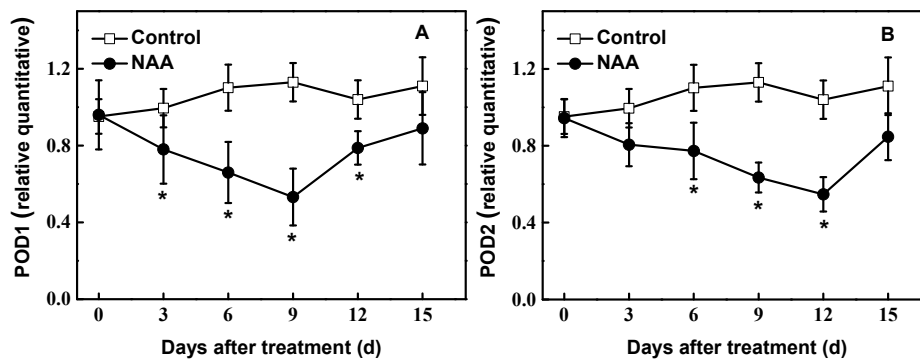 Control
NAA
A
POD1 (relative quantitative)
1.2
0.8
0.4
0.0
*
*
*
*
0 3 6 9 12 15
Days after treatment (d)
Control
NAA
B
POD2 (relative quantitative)
1.2
0.8
0.4
0.0
*
*
*
0 3 6 9 12 15
Days after treatment (d)